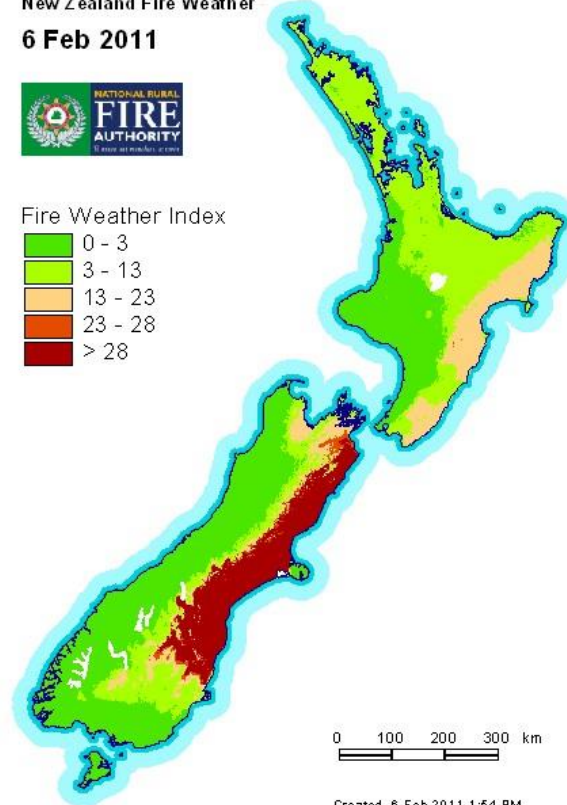 New Zealand Fire Weather
6 Feb 2011
NATIONAL RURAL
FIRE
AUTHORITY
Fire Weather Index
0 - 3
3 - 13
13 - 23
23 - 28
> 28
0 100 200 300 km
Created 6 Feb 2011 1:54 PM